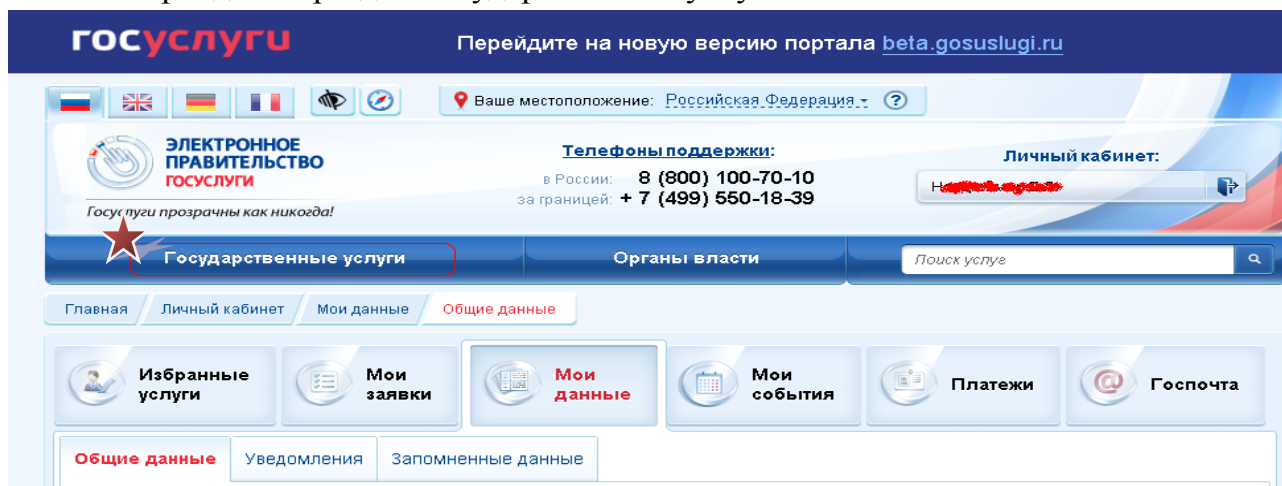 госуслуги Перейдите на новую версию портала beta.gosuslugi.ru
Ваше местоположение: Российская Федерация ?
ЭЛЕКТРОННОЕ
ПРАВИТЕЛЬСТВО
ГОСУСЛУГИ
Госуслуги прозрачны как никогда!
Телефоны поддержки:
в России: 8 (800) 100-70-10
за границей: + 7 (499) 550-18-39
Личный кабинет:
Государственные услуги Органы власти Поиск услуг
Главная Личный кабинет Мои данные Общие данные
Избранные
услуги
Мои
заявки
Мои
данные
Мои
события
Платежи
Госпочта
Общие данные Уведомления Запомненные данные